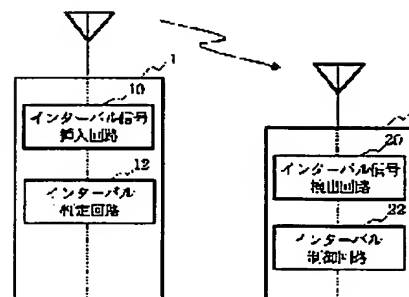 1
10
インターバル信号
挿入回路
12
インターバル
判定回路
20
インターバル信号
検出回路
22
インターバル
制御回路